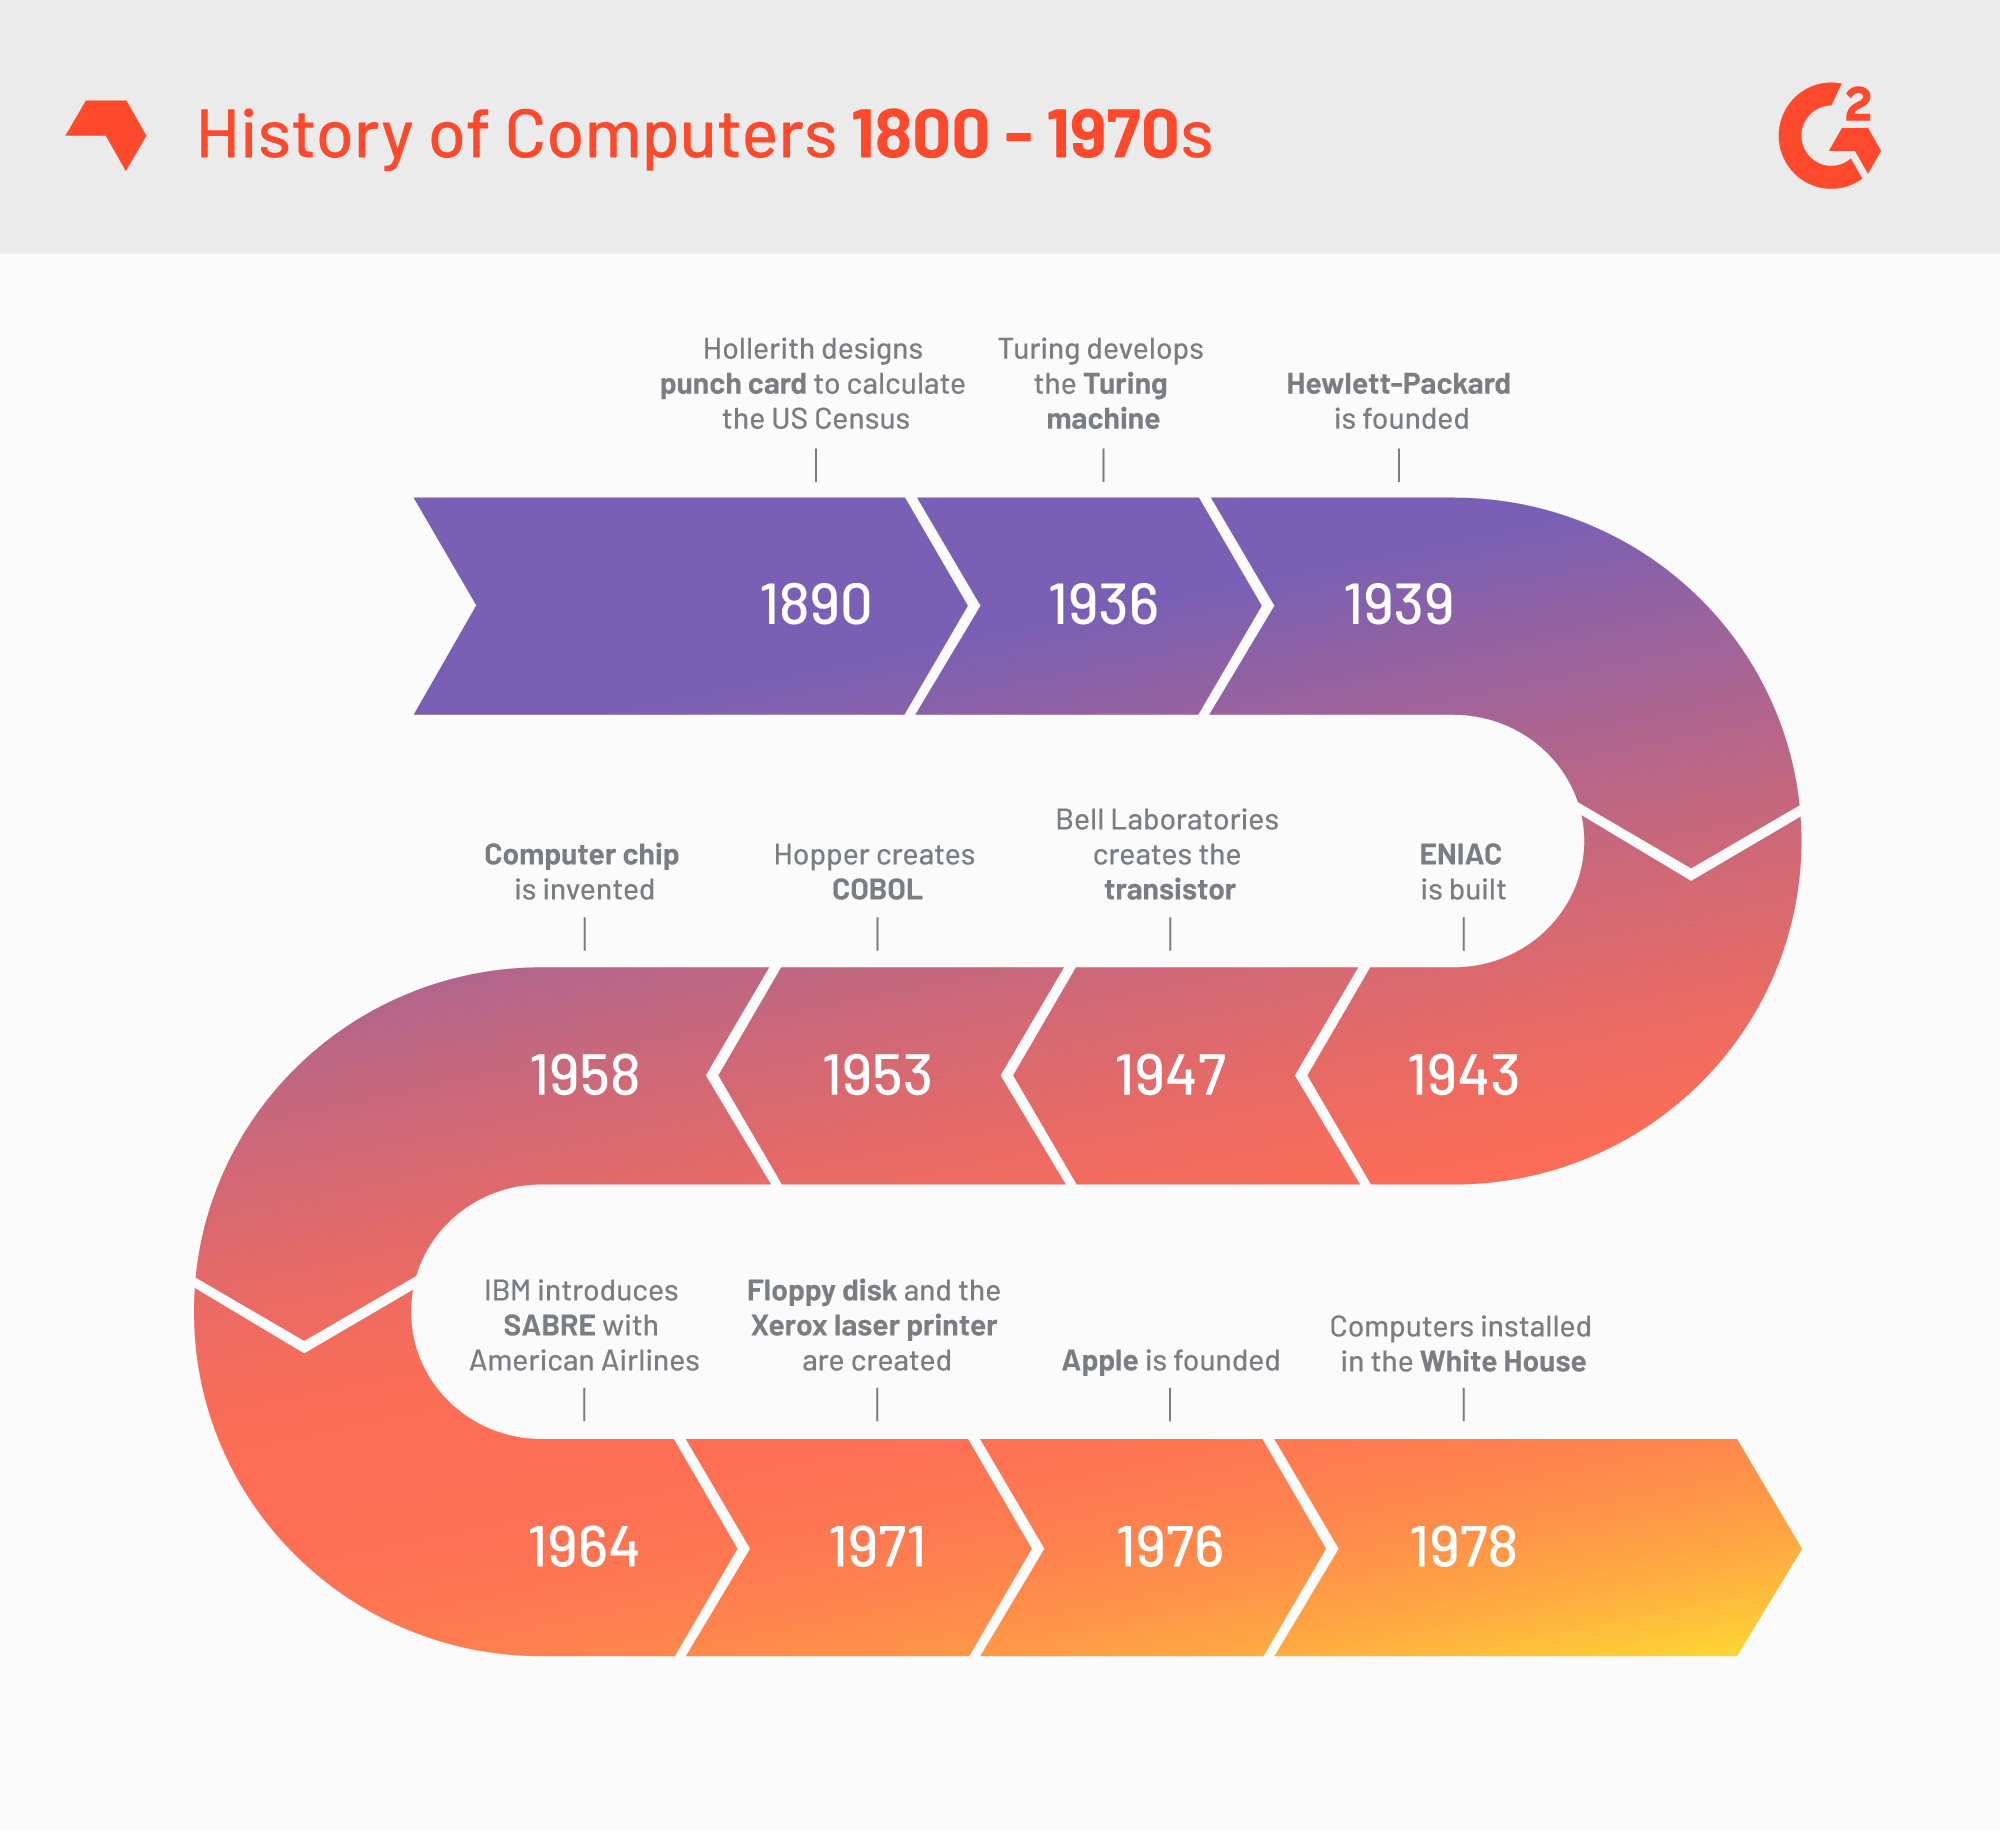 History of Computers 1800 - 1970s
G2
Hollerith designs
punch card to calculate
the US Census
Turing develops
the Turing
machine
Hewlett-Packard
is founded
1890
1936
1939
Computer chip
is invented
Hopper creates
COBOL
Bell Laboratories
creates the
transistor
ENIAC
is built
1958
1953
1947
1943
IBM introduces
SABRE with
American Airlines
Floppy disk and the
Xerox laser printer
are created
Apple is founded
Computers installed
in the White House
1964
1971
1976
1978